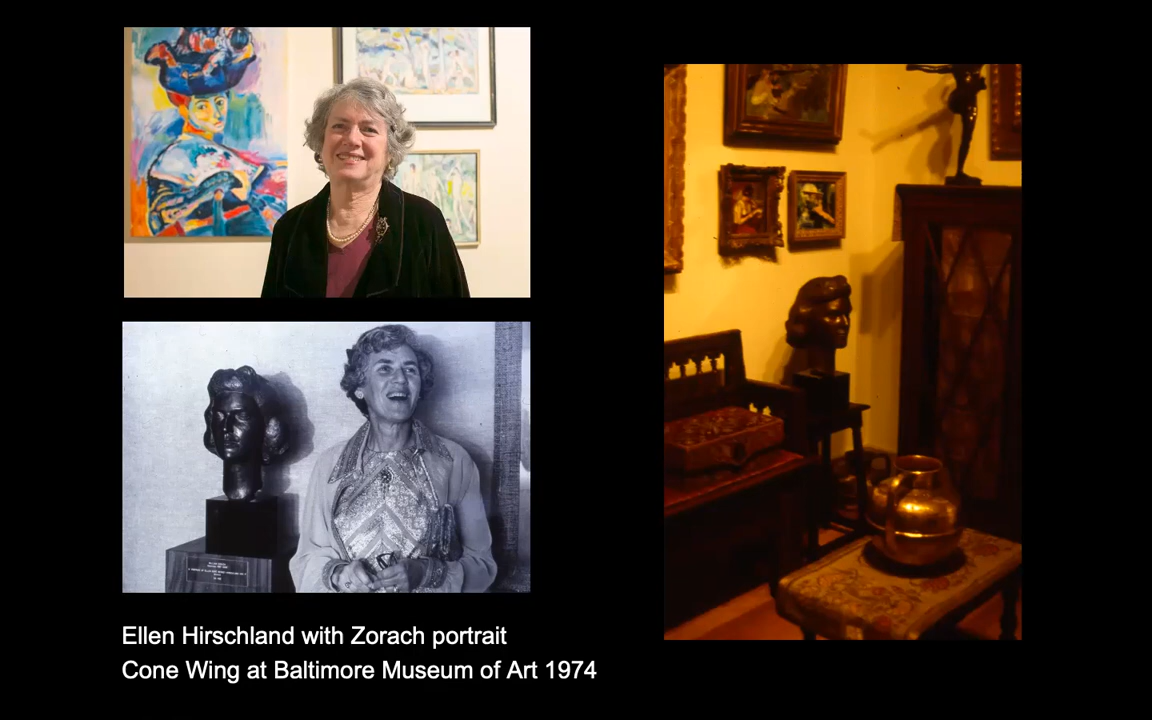 Ellen Hirschland with Zorach portrait
Cone Wing at Baltimore Museum of Art 1974